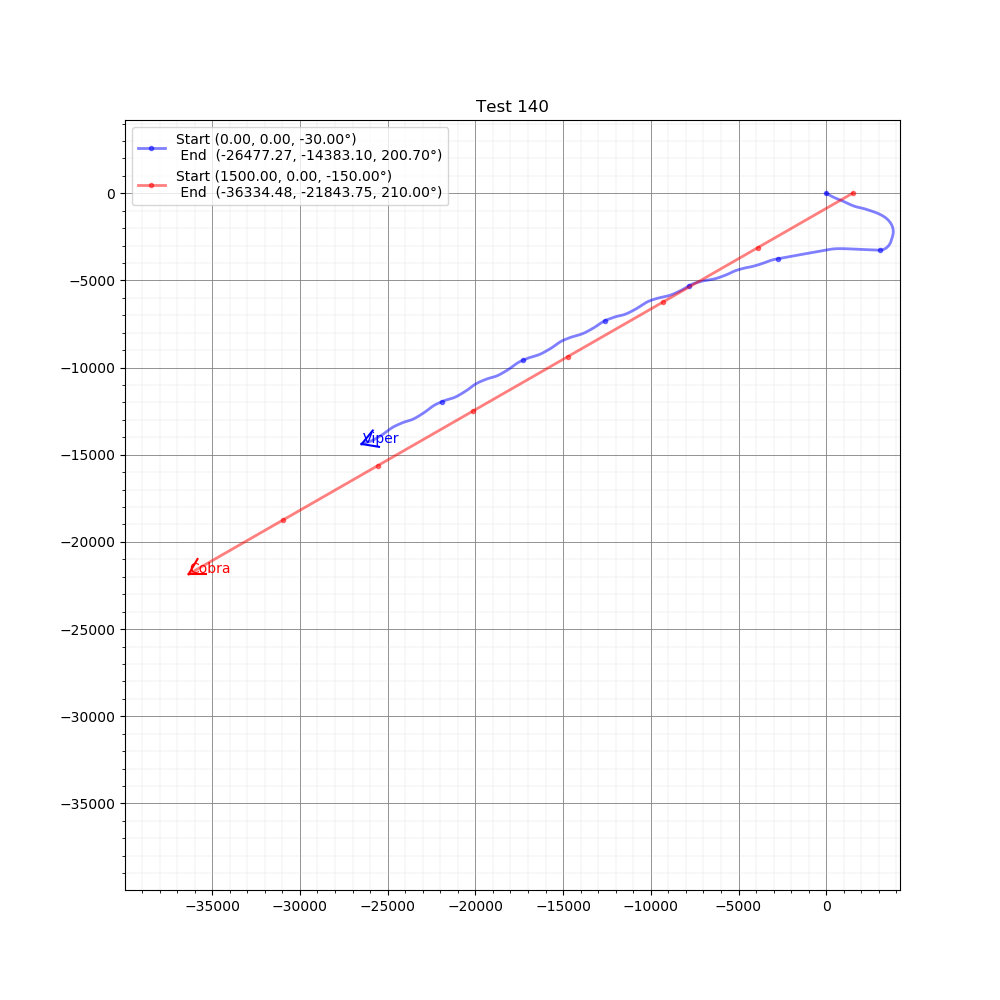 Test 140
Start (0.00, 0.00, -30.00°)
End  (-26477.27, -14383.10, 200.70°)
Start (1500.00, 0.00, -150.00°)
End  (-36334.48, -21843.75, 210.00°)
0
−5000
−10000
−15000
−20000
−25000
−30000
−35000
Viper
Cobra
−35000 −30000 −25000 −20000 −15000 −10000 −5000 0